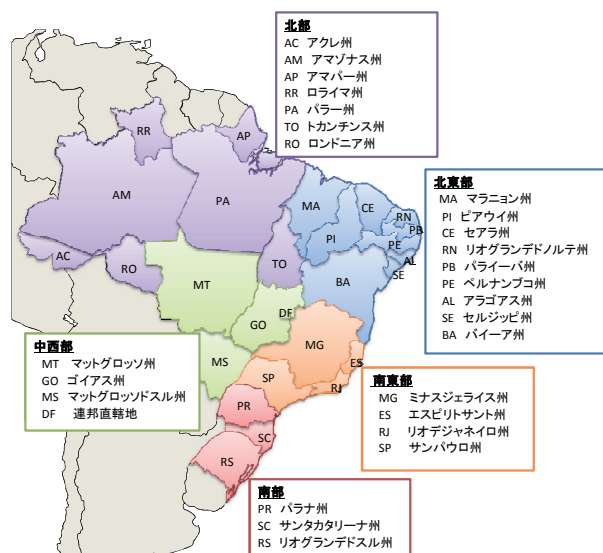 北部
AC アクレ州
AM アマゾナス州
AP アマパー州
RR ロライマ州
PA パラー州
TO トカンチンス州
RO ロンドニア州
北東部
MA マラニョン州
PI ピアウイ州
CE セアラ州
RN リオグランデドノルテ州
PB パライーバ州
PE ペルナンブコ州
AL アラゴアス州
SE セルジッピ州
BA バイーア州
中西部
MT マットグロッソ州
GO ゴイアス州
MS マットグロッソドスル州
DF 連邦直轄地
南東部
MG ミナスジェライス州
ES エスピリトサント州
RJ リオデジャネイロ州
SP サンパウロ州
南部
PR パラナ州
SC サンタカタリーナ州
RS リオグランデドスル州
RR
AP
AM
PA
MA
CE
RN
PB
PI
PE
AL
AC
RO
TO
SE
MT
BA
DF
GO
MG
MS
ES
SP
RJ
PR
SC
RS